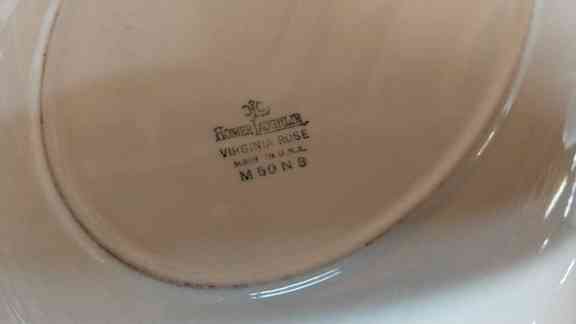 HOMER LAUGHLIN
VIRGINIA ROSE
MADE IN U.S.A.
M 50 N 8